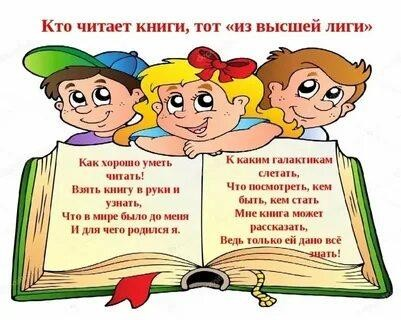 Кто читает книги, тот «из высшей лиги»
Как хорошо уметь
читать!
Взять книгу в руки и
узнать,
Что в мире было до меня
И для чего родился я.
К каким галактикам
слетать,
Что посмотреть, кем
быть, кем стать
Мне книга может
рассказать,
Ведь только ей дано всё
знать!